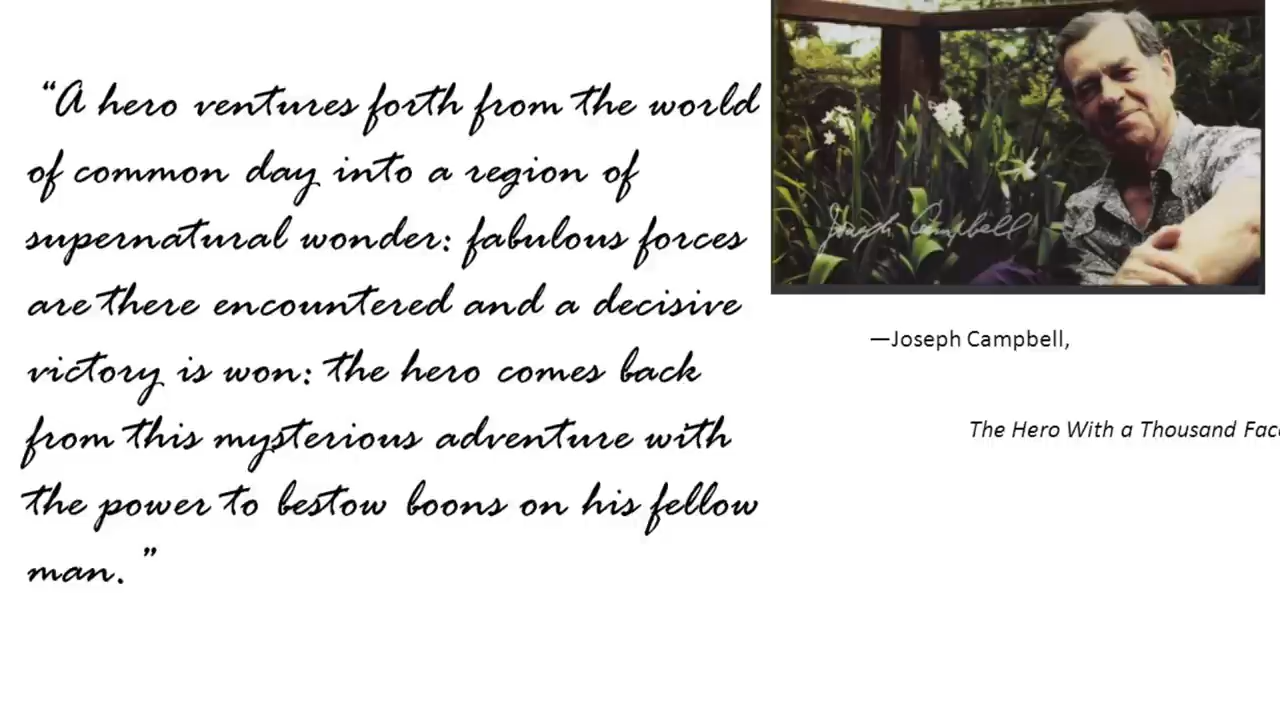 “A hero ventures forth from the world
of common day into a region of
supernatural wonder: fabulous forces
are there encountered and a decisive
victory is won: the hero comes back
from this mysterious adventure with
the power to bestow boons on his fellow
man. ”
Joseph Campbell
—Joseph Campbell,
The Hero With a Thousand Fac